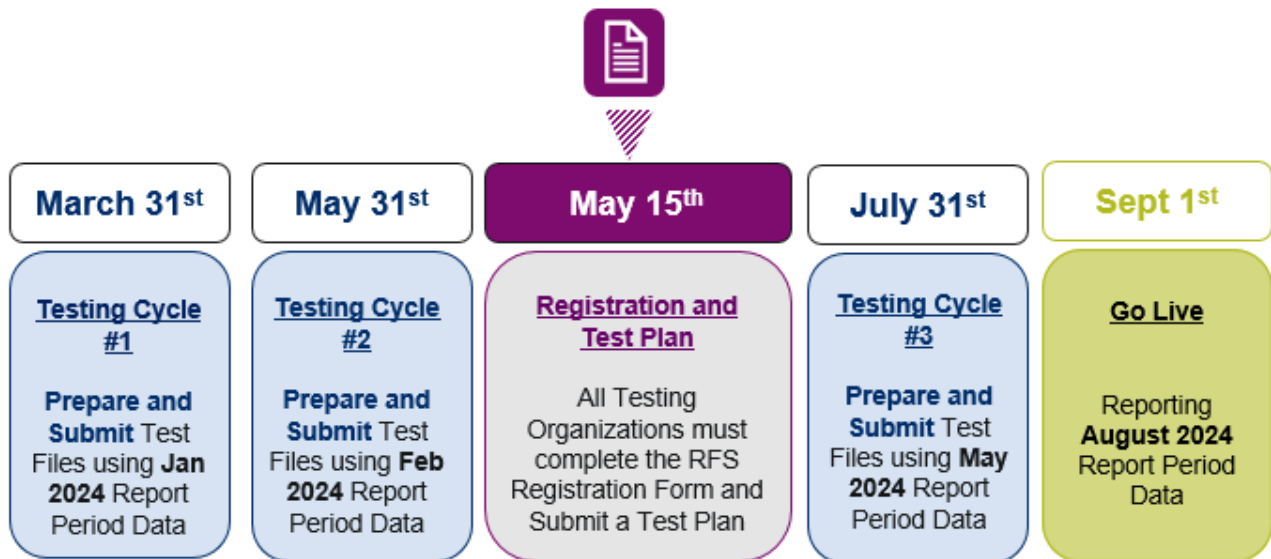 March 31st
Testing Cycle
#1
Prepare and
Submit Test
Files using Jan
2024 Report
Period Data
May 31st
Testing Cycle
#2
Prepare and
Submit Test
Files using Feb
2024 Report
Period Data
May 15th
Registration and
Test Plan
All Testing
Organizations must
complete the RFS
Registration Form and
Submit a Test Plan
July 31st
Testing Cycle
#3
Prepare and
Submit Test
Files using May
2024 Report
Period Data
Sept 1st
Go Live
Reporting
August 2024
Report Period
Data